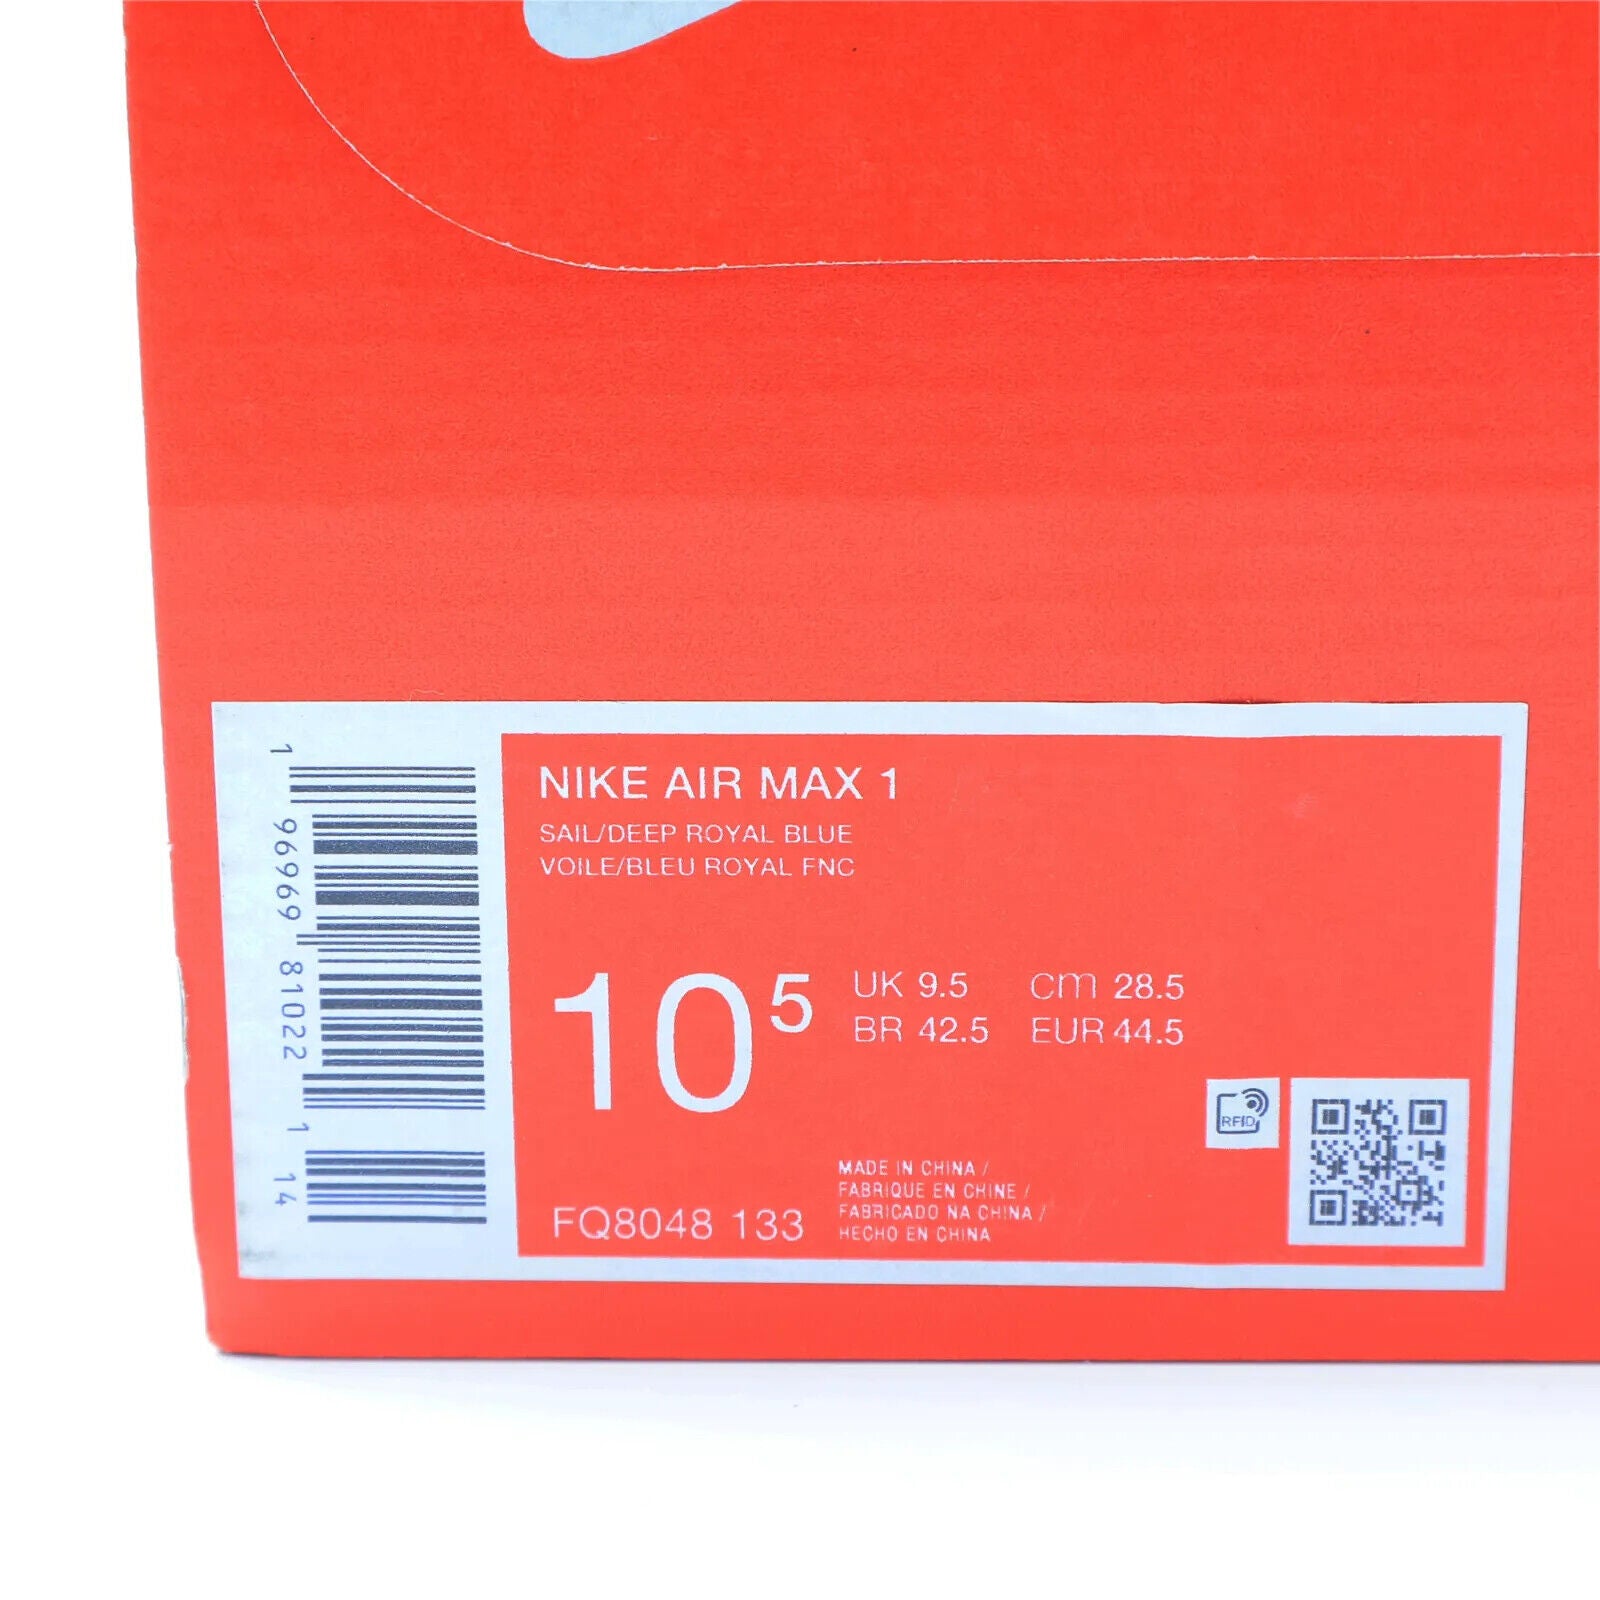 NIKE AIR MAX 1
SAIL/DEEP ROYAL BLUE
VOILE/BLEU ROYAL FNC
10 5
UK 9.5 cm 28.5
BR 42.5 EUR 44.5
RFID
FQ8048 133
MADE IN CHINA /
FABRIQUE EN CHINE /
FABRICADO NA CHINA /
HECHO EN CHINA
1 96969 81022 1 14